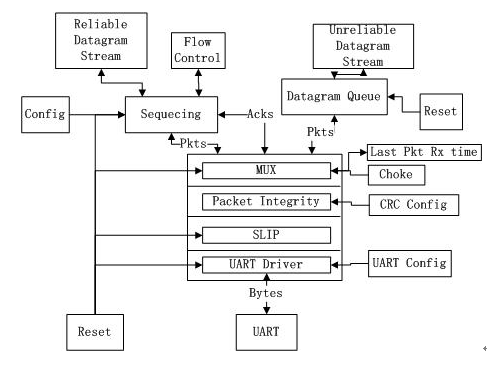 Reliable
Datagram
Stream
Flow
Control
Unreliable
Datagram
Stream
Config
Sequecing
Acks
Datagram Queue
Reset
Pkts
Pkts
Last Pkt Rx time
MUX
Choke
Packet Integrity
CRC Config
SLIP
UART Driver
UART Config
Bytes
Reset
UART